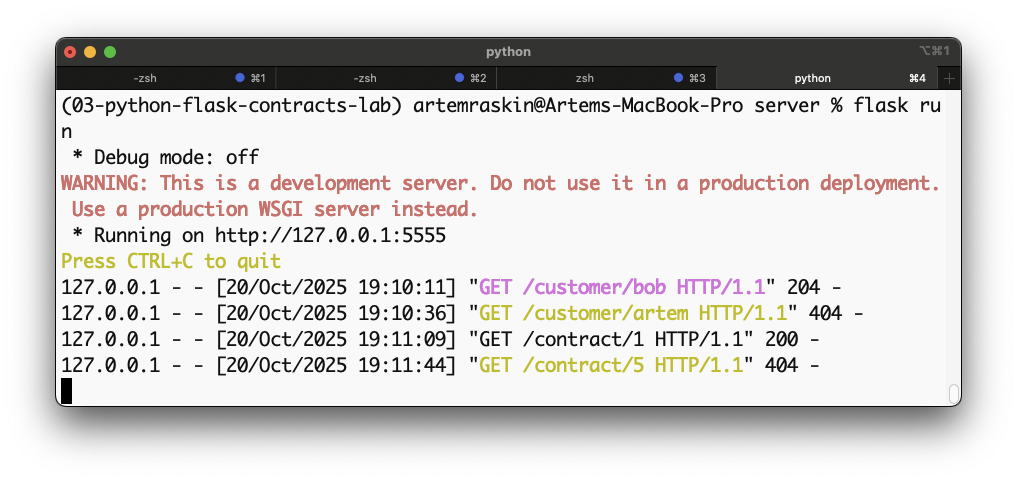 python
⌥⌘1
-zsh ⌘1 -zsh ⌘2 zsh ⌘3 python ⌘4 +
(03-python-flask-contracts-lab) artemraskin@Artems-MacBook-Pro server % flask ru
n
 * Debug mode: off
WARNING: This is a development server. Do not use it in a production deployment.
 Use a production WSGI server instead.
 * Running on http://127.0.0.1:5555
Press CTRL+C to quit
127.0.0.1 - - [20/Oct/2025 19:10:11] "GET /customer/bob HTTP/1.1" 204 -
127.0.0.1 - - [20/Oct/2025 19:10:36] "GET /customer/artem HTTP/1.1" 404 -
127.0.0.1 - - [20/Oct/2025 19:11:09] "GET /contract/1 HTTP/1.1" 200 -
127.0.0.1 - - [20/Oct/2025 19:11:44] "GET /contract/5 HTTP/1.1" 404 -